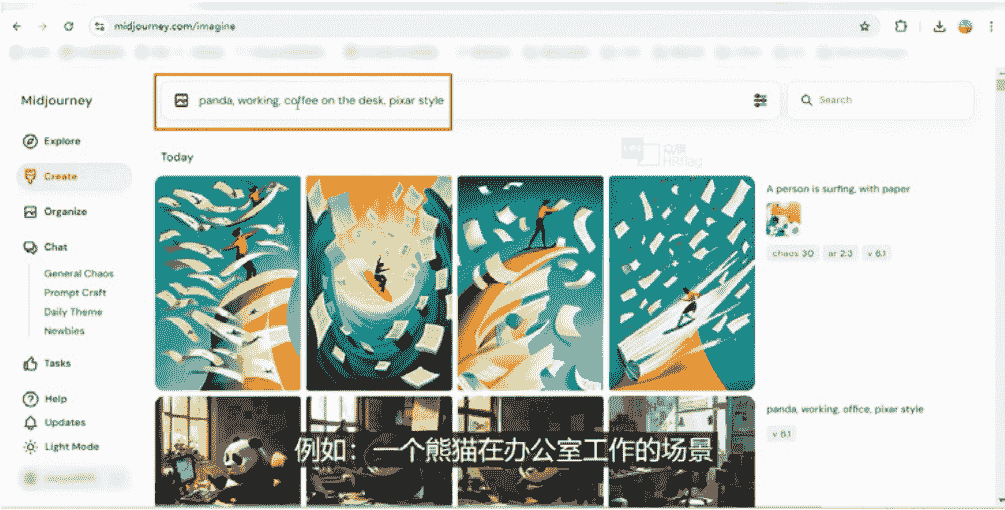 midjourney.com/imagine
Midjourney
panda, working, coffee on the desk, pixar style
Search
Explore
Create
Organize
Chat
General Chaos
Prompt Craft
Daily Theme
Newbies
Tasks
Help
Updates
Light Mode
Today
HRflag
A person is surfing, with paper
chaos 30 ar 2:3 v 6.1
panda, working, office, pixar style
v 6.1
例如：一个熊猫在办公室工作的场景